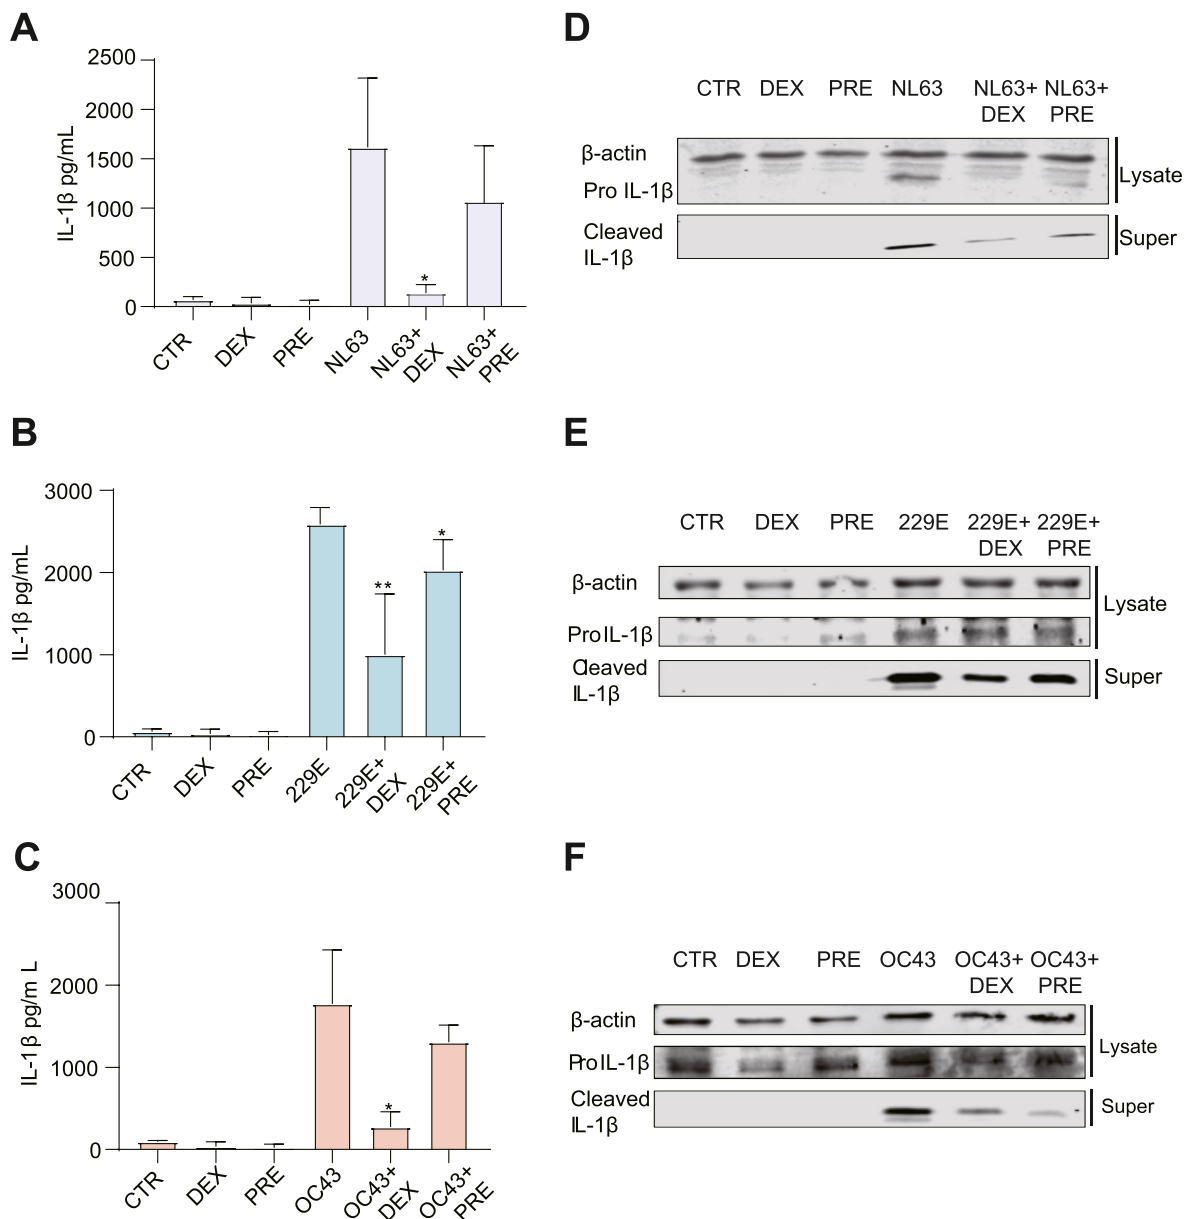 A
IL-1β pg/mL
2500
2000
1500
1000
500
0
*
CTR
DEX
PRE
NL63
NL63+
DEX
NL63+
PRE
D
CTR DEX PRE NL63 NL63+ NL63+
DEX PRE
β-actin
Pro IL-1β
Lysate
Cleaved
IL-1β
Super
B
IL-1β pg/mL
3000
2000
1000
0
**
*
CTR
DEX
PRE
229E
229E+
DEX
229E+
PRE
E
CTR DEX PRE 229E 229E+ 229E+
DEX PRE
β-actin
Pro IL-1β
Lysate
Cleaved
IL-1β
Super
C
IL-1β pg/m L
3000
2000
1000
0
*
CTR
DEX
PRE
OC43
OC43+
DEX
OC43+
PRE
F
CTR DEX PRE OC43 OC43+ OC43+
DEX PRE
β-actin
Pro IL-1β
Lysate
Cleaved
IL-1β
Super